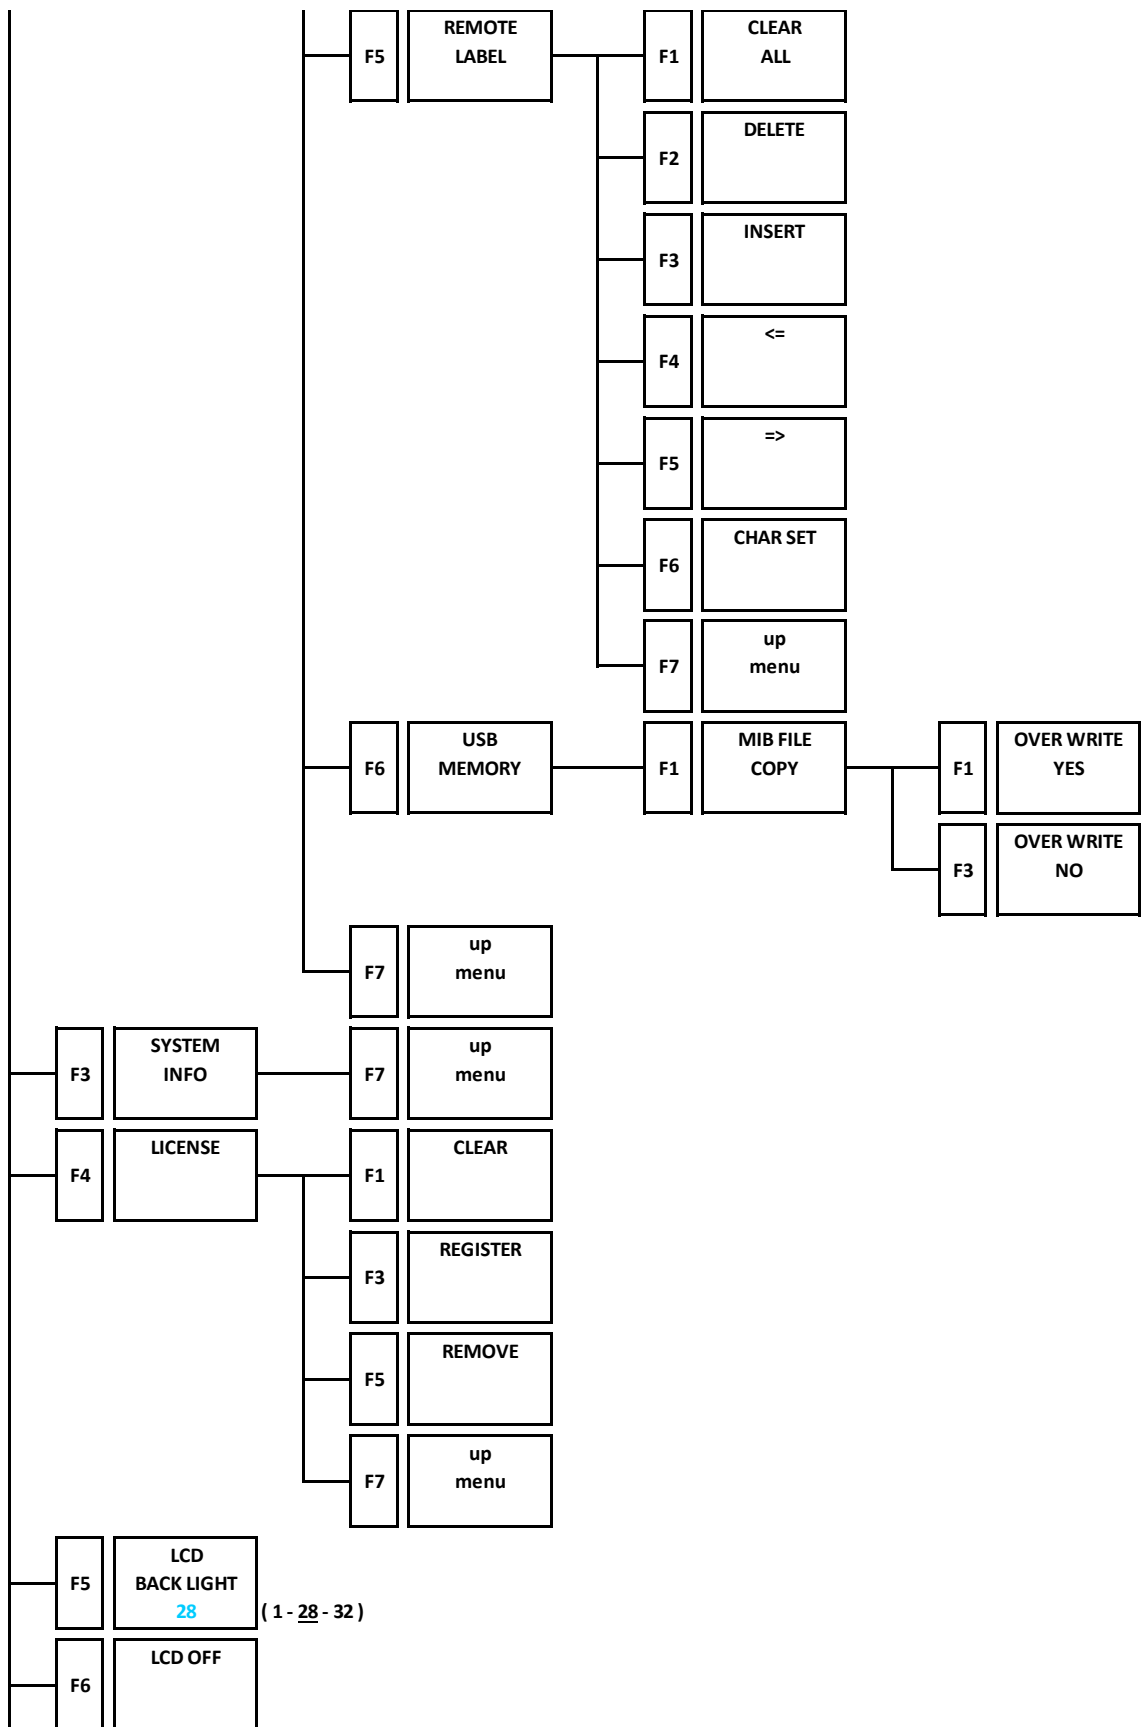 F5
REMOTE
LABEL
F1
CLEAR
ALL
F2
DELETE
F3
INSERT
F4
<=
F5
=>
F6
CHAR SET
F7
up
menu
F6
USB
MEMORY
F1
MIB FILE
COPY
F1
OVER WRITE
YES
F3
OVER WRITE
NO
F7
up
menu
F3
SYSTEM
INFO
F7
up
menu
F4
LICENSE
F1
CLEAR
F3
REGISTER
F5
REMOVE
F7
up
menu
F5
LCD
BACK LIGHT
28
( 1 - 28 - 32 )
F6
LCD OFF